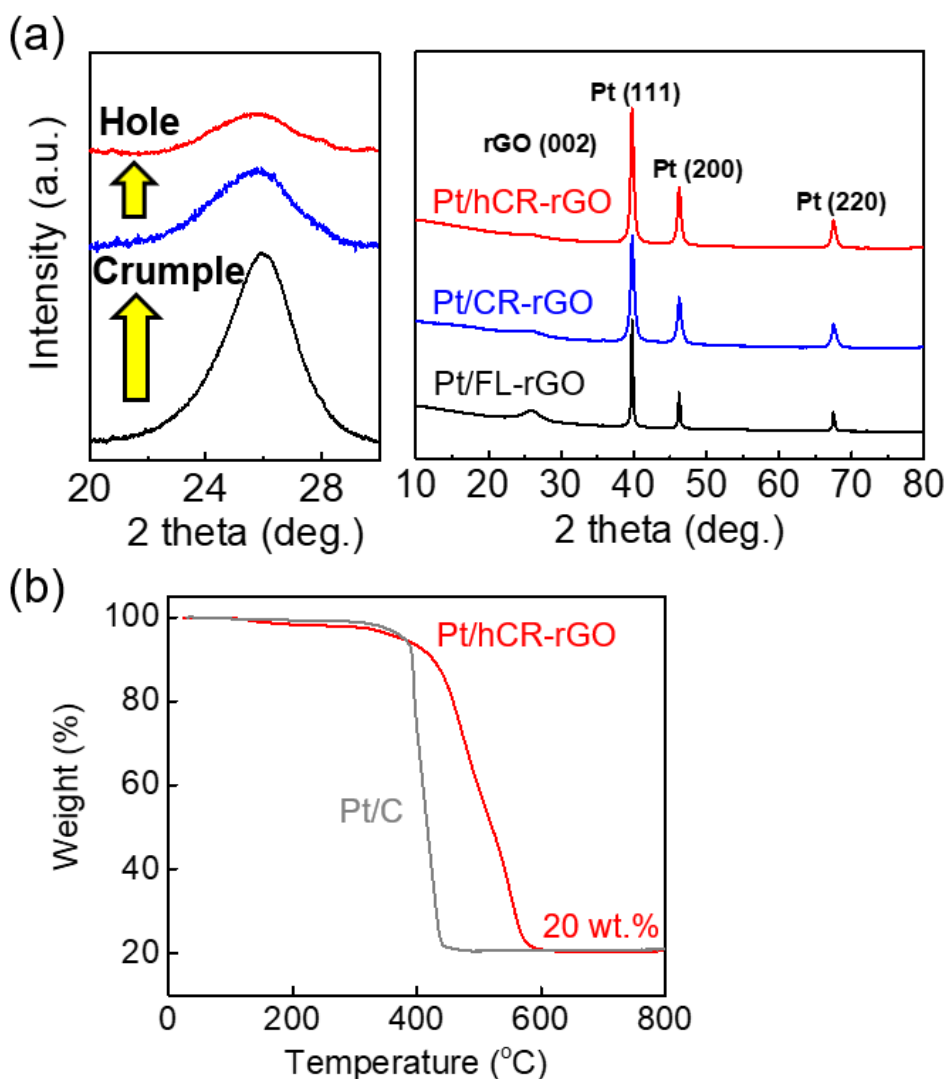 (a)
Intensity (a.u.)
Hole
Crumple
20 24 28
2 theta (deg.)
Pt (111)
rGO (002)
Pt (200)
Pt (220)
Pt/hCR-rGO
Pt/CR-rGO
Pt/FL-rGO
10 20 30 40 50 60 70 80
2 theta (deg.)
(b)
Weight (%)
100
80
60
40
20
Pt/hCR-rGO
Pt/C
20 wt.%
0 200 400 600 800
Temperature (°C)